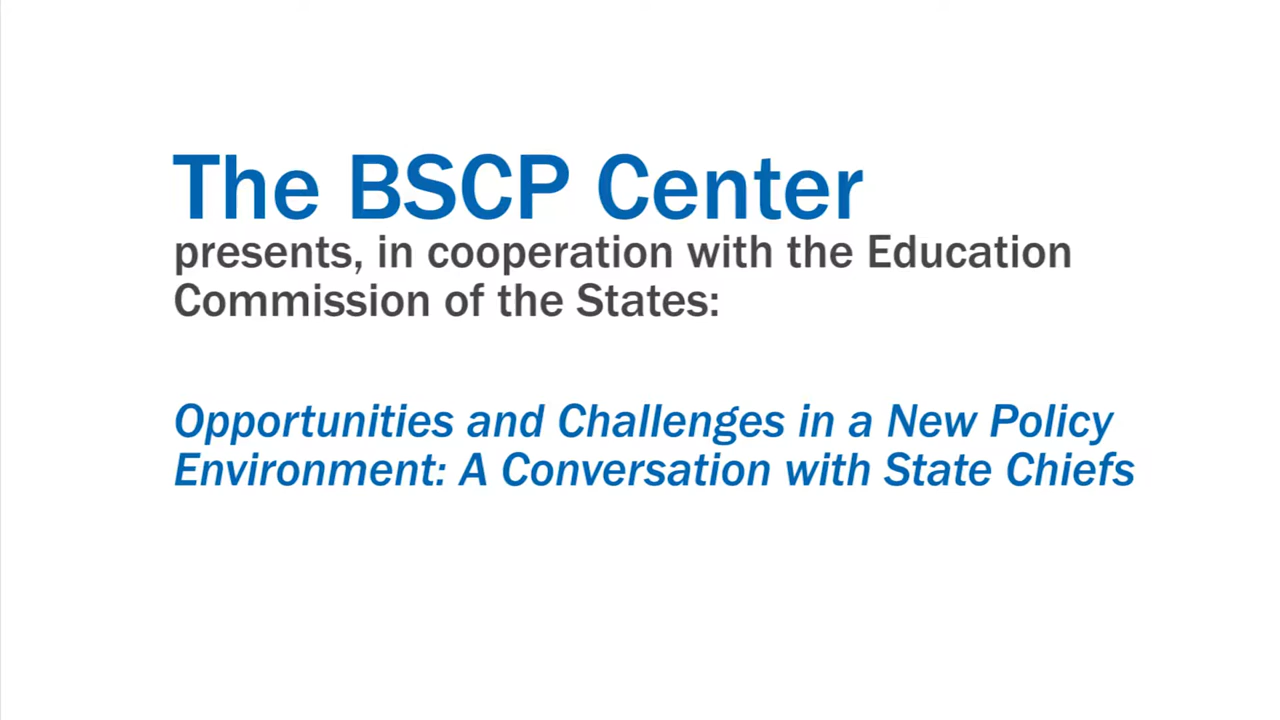 The BSCP Center
presents, in cooperation with the Education
Commission of the States:
Opportunities and Challenges in a New Policy
Environment: A Conversation with State Chiefs